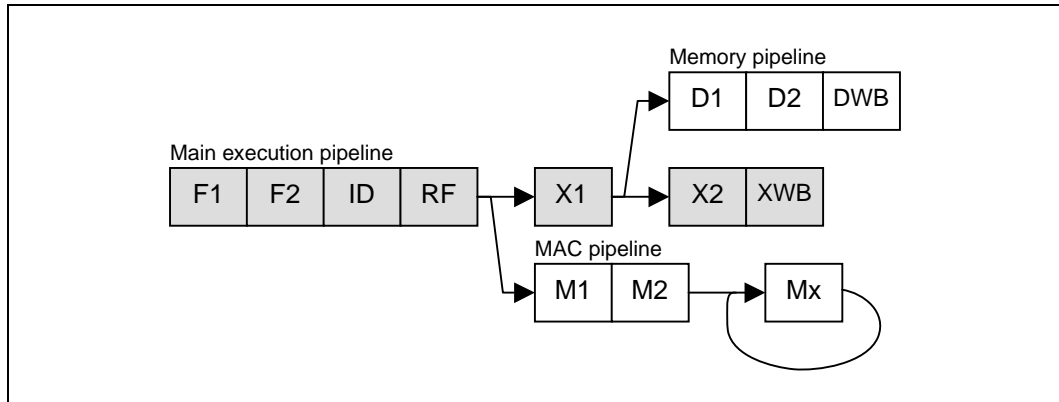 Memory pipeline
D1 D2 DWB
Main execution pipeline
F1 F2 ID RF X1 X2 XWB
MAC pipeline
M1 M2 Mx